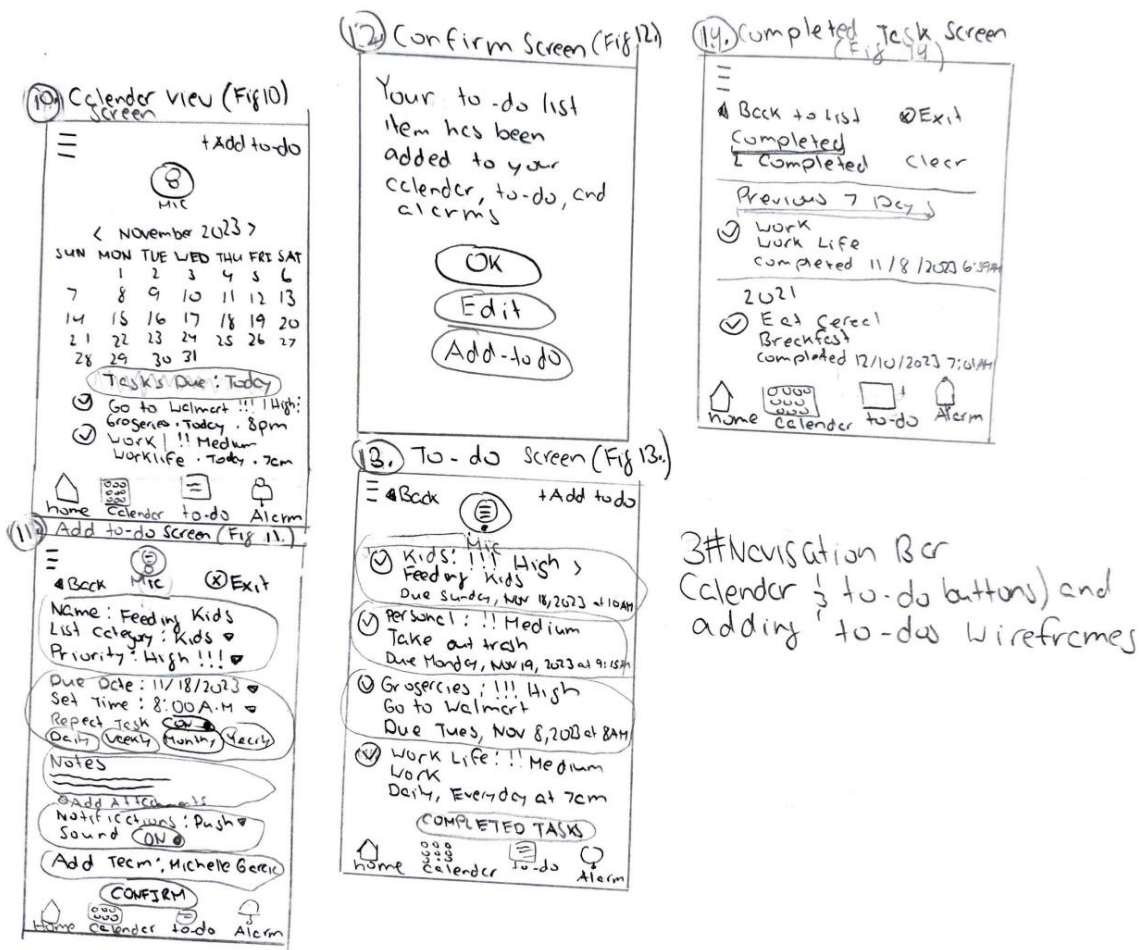 10. Calender view (Fig10)
screen
+Add to-do
Mic
< November 2023 >
SUN MON TUE WED THU FRI SAT
1 2 3 4 5 6
7 8 9 10 11 12 13
14 15 16 17 18 19 20
21 22 23 24 25 26 27
28 29 30 31
Tasks Due: Today
Go to Walmart !!! High
Groseries . Today . 8pm
Work | !! Medium
Worklife . Today . 7am
home Calender to-do Alarm
11. Add to-do Screen (Fig 11.)
Back Mic Exit
Name: Feeding Kids
List Category: Kids
Priority: High !!!
Due Date: 11/18/2023
Set Time: 8:00 A.M
Repeat Task ON
Daily Weekly Monthly Yearly
Notes
Add Attachments
Notifications: Push
Sound ON
Add Team: Michelle Garcia
CONFIRM
Home Calender to-do Alarm
12. Confirm Screen (Fig 12.)
Your to-do list
item has been
added to your
calender, to-do, and
alarms
OK
Edit
Add-to do
13. To-do Screen (Fig 13.)
Back +Add to do
Mic
Kids: !!! High >
Feeding Kids
Due Sunday, Nov 18, 2023 at 10AM
Personal: !! Medium
Take out trash
Due Monday, Nov 19, 2023 at 9:15AM
Grosercies: !!! High
Go to Walmart
Due Tues, Nov 8, 2023 at 8AM
Work Life: !! Medium
Work
Daily, Everyday at 7am
COMPLETED TASKS
home Calender to-do Alarm
14. Completed Task Screen
(Fig 14)
Back to List Exit
Completed
2 Completed Clear
Previous 7 Days
Work
Work Life
completed 11/8/2023 6:59AM
2021
Eat Cereal
Breckfast
completed 12/10/2023 7:01AM
home Calender to-do Alarm
3#Navisation Bar
Calendar & to-do buttons) and
adding to-dos Wireframes